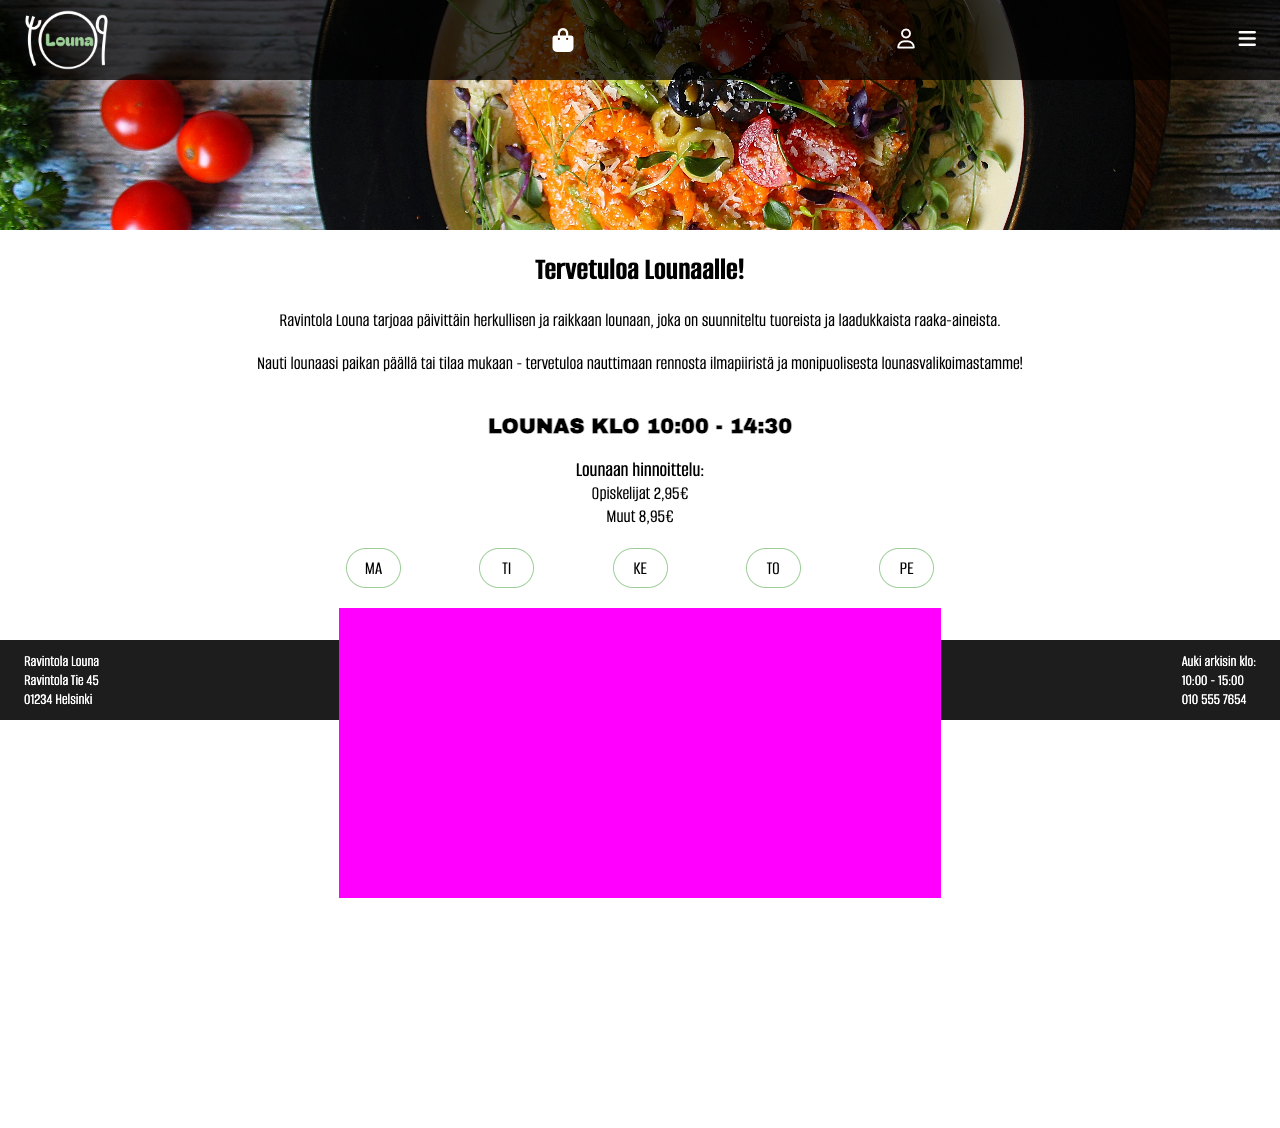 Louna
Tervetuloa Lounaalle!
Ravintola Louna tarjoaa päivittäin herkullisen ja raikkaan lounaan, joka on suunniteltu tuoreista ja laadukkaista raaka-aineista.
Nauti lounaasi paikan päällä tai tilaa mukaan - tervetuloa nauttimaan rennosta ilmapiiristä ja monipuolisesta lounasvalikoimastamme!
LOUNAS KLO 10:00 - 14:30
Lounaan hinnoittelu:
Opiskelijat 2,95€
Muut 8,95€
MA TI KE TO PE
Ravintola Louna
Ravintola Tie 45
01234 Helsinki
Auki arkisin klo:
10:00 - 15:00
010 555 7654